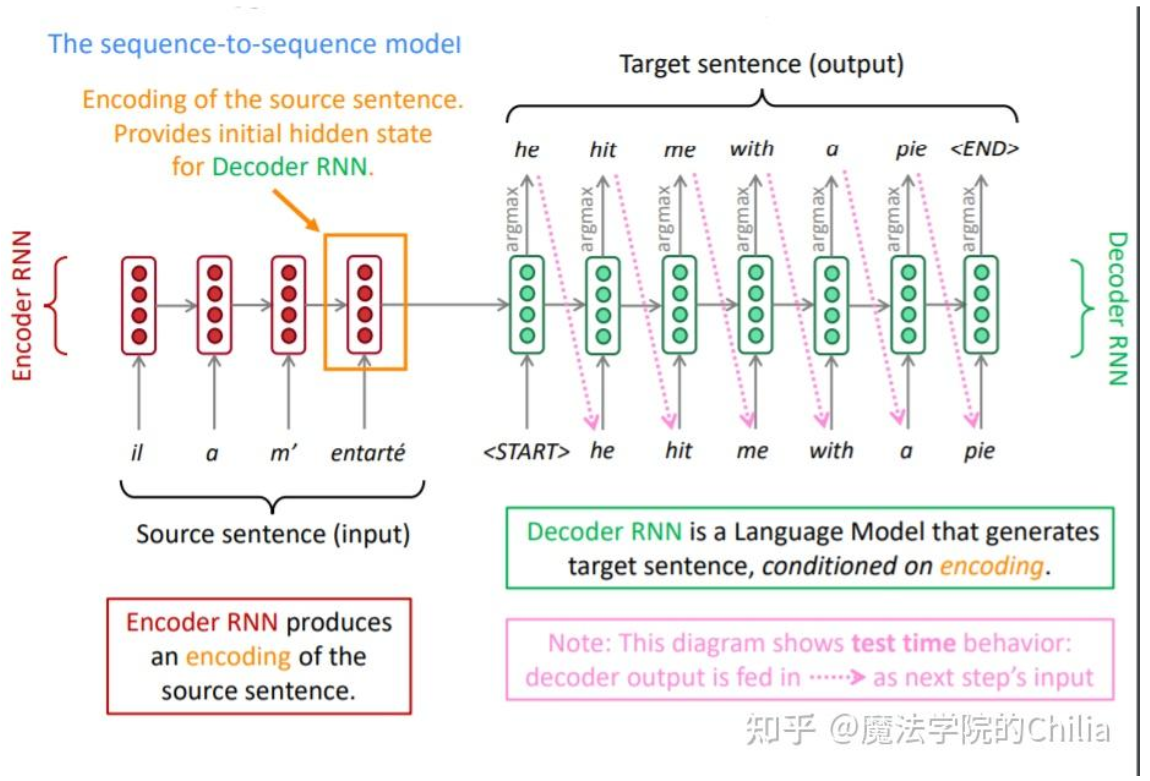 The sequence-to-sequence model
Encoding of the source sentence.
Provides initial hidden state
for Decoder RNN.
Target sentence (output)
he hit me with a pie <END>
argmax argmax argmax argmax argmax argmax argmax
Encoder RNN
Decoder RNN
il a m’ entarté
<START> he hit me with a pie
Source sentence (input)
Decoder RNN is a Language Model that generates
target sentence, conditioned on encoding.
Encoder RNN produces
an encoding of the
source sentence.
Note: This diagram shows test time behavior:
decoder output is fed in as next step’s input
知乎 @魔法学院的Chilia